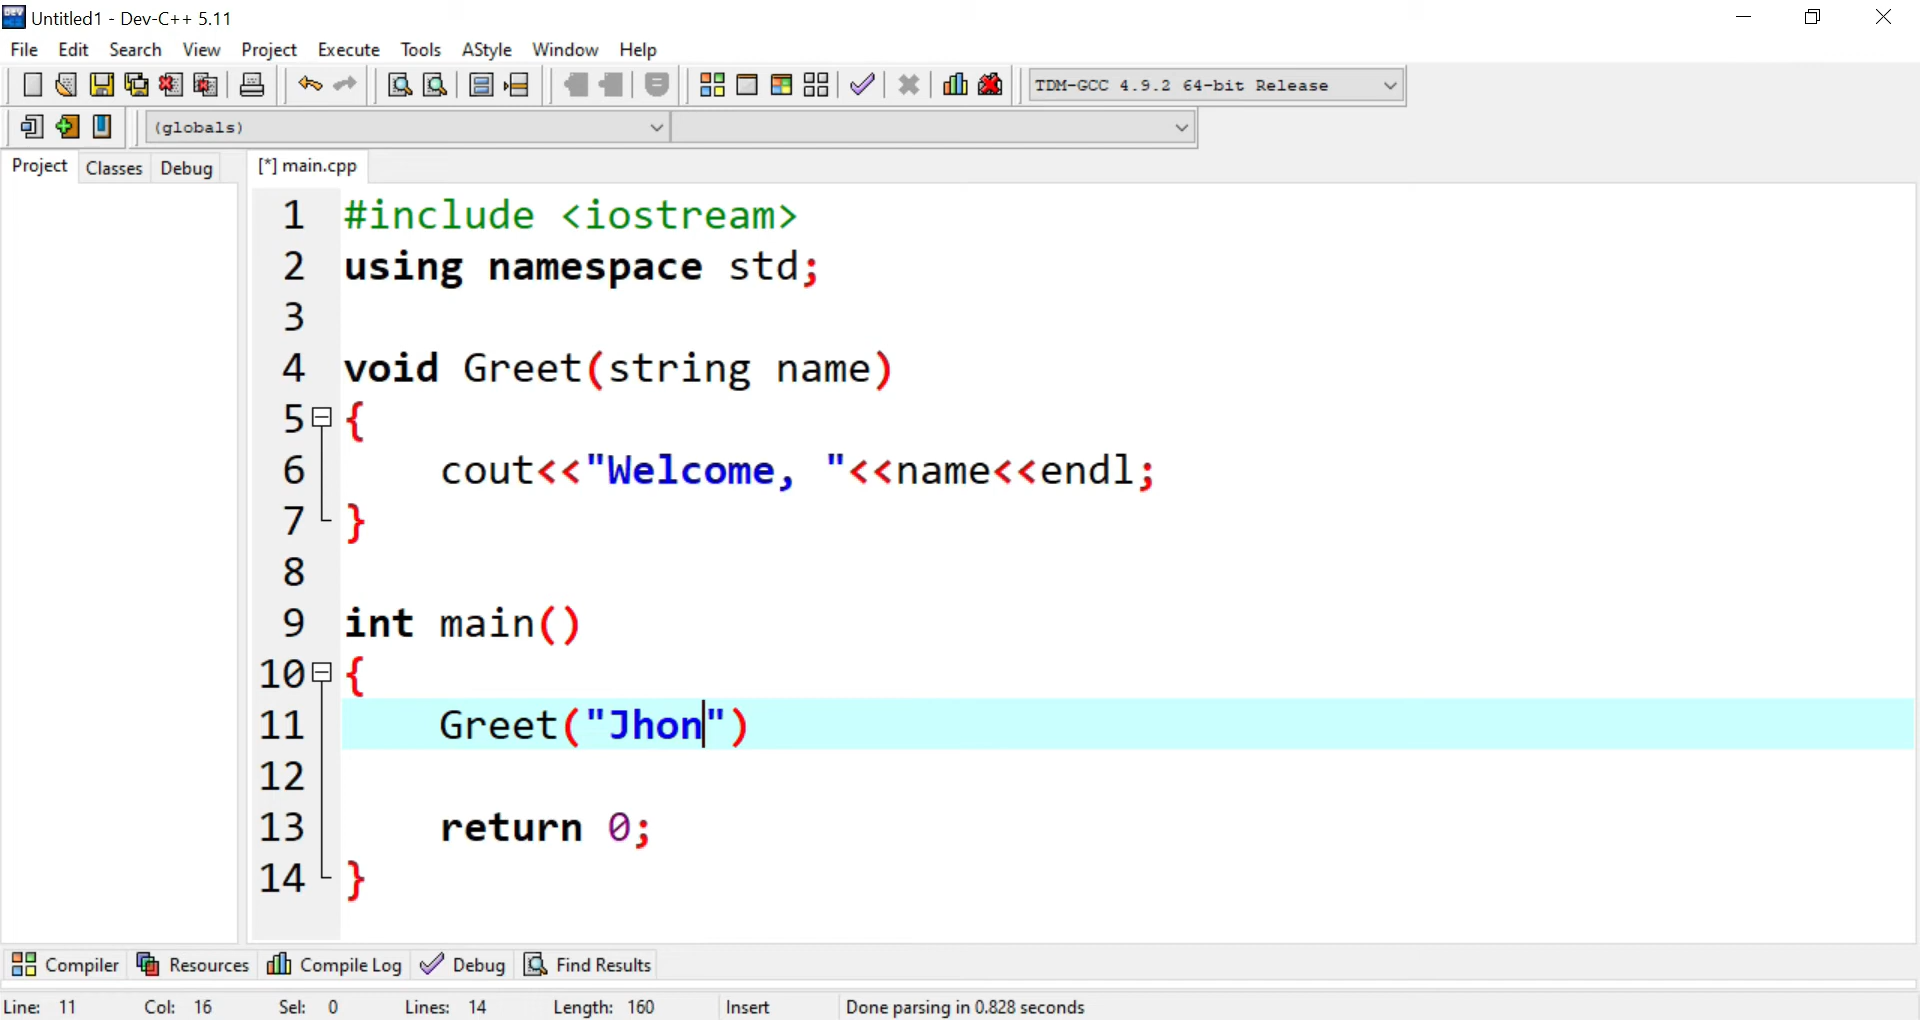 Untitled1 - Dev-C++ 5.11
File Edit Search View Project Execute Tools AStyle Window Help
TDM-GCC 4.9.2 64-bit Release
(globals)
Project Classes Debug [*] main.cpp
1 #include <iostream>
2 using namespace std;
3
4 void Greet(string name)
5 {
6 cout<<"Welcome, "<<name<<endl;
7 }
8
9 int main()
10 {
11 Greet("Jhon")
12
13 return 0;
14 }
Compiler Resources Compile Log Debug Find Results
Line: 11 Col: 16 Sel: 0 Lines: 14 Length: 160 Insert Done parsing in 0.828 seconds